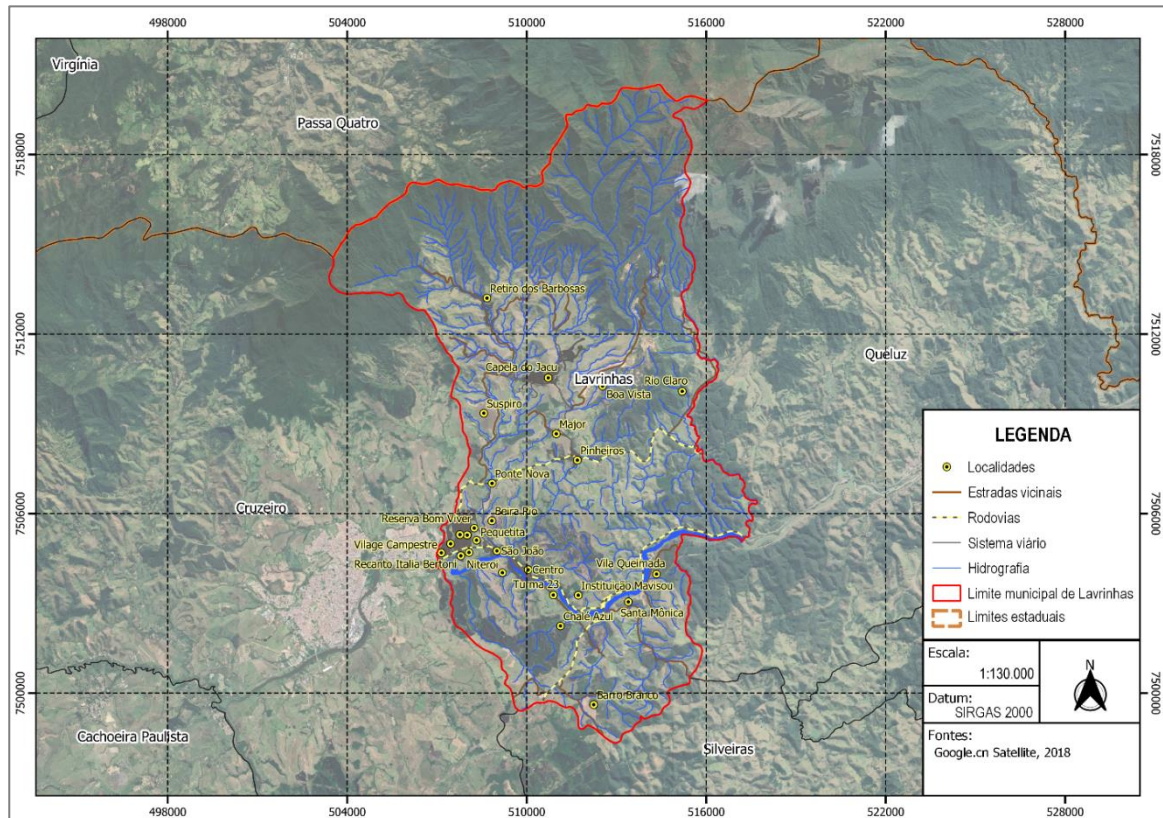 498000
504000
510000
516000
522000
528000
Virgínia
Passa Quatro
7518000
7518000
Retiro dos Barbosas
7512000
7512000
Queluz
Capela do Jacu
Lavrinhas
Rio Claro
Boa Vista
Suspiro
Major
Pinheiros
Ponte Nova
Cruzeiro
7506000
7506000
Beira Rio
Reserva Bom Viver
Pequetita
Vilage Campestre
São João
Recanto Italia Bertoni
Niteroi
Centro
Vila Queimada
Turma 23
Instituição Mavisou
Santa Mônica
Chale Azul
7500000
7500000
Barro Branco
Cachoeira Paulista
Silveiras
LEGENDA
Localidades
Estradas vicinais
Rodovias
Sistema viário
Hidrografia
Limite municipal de Lavrinhas
Limites estaduais
Escala:
1:130.000
N
Datum:
SIRGAS 2000
Fontes:
Google.cn Satellite, 2018
498000
504000
510000
516000
522000
528000